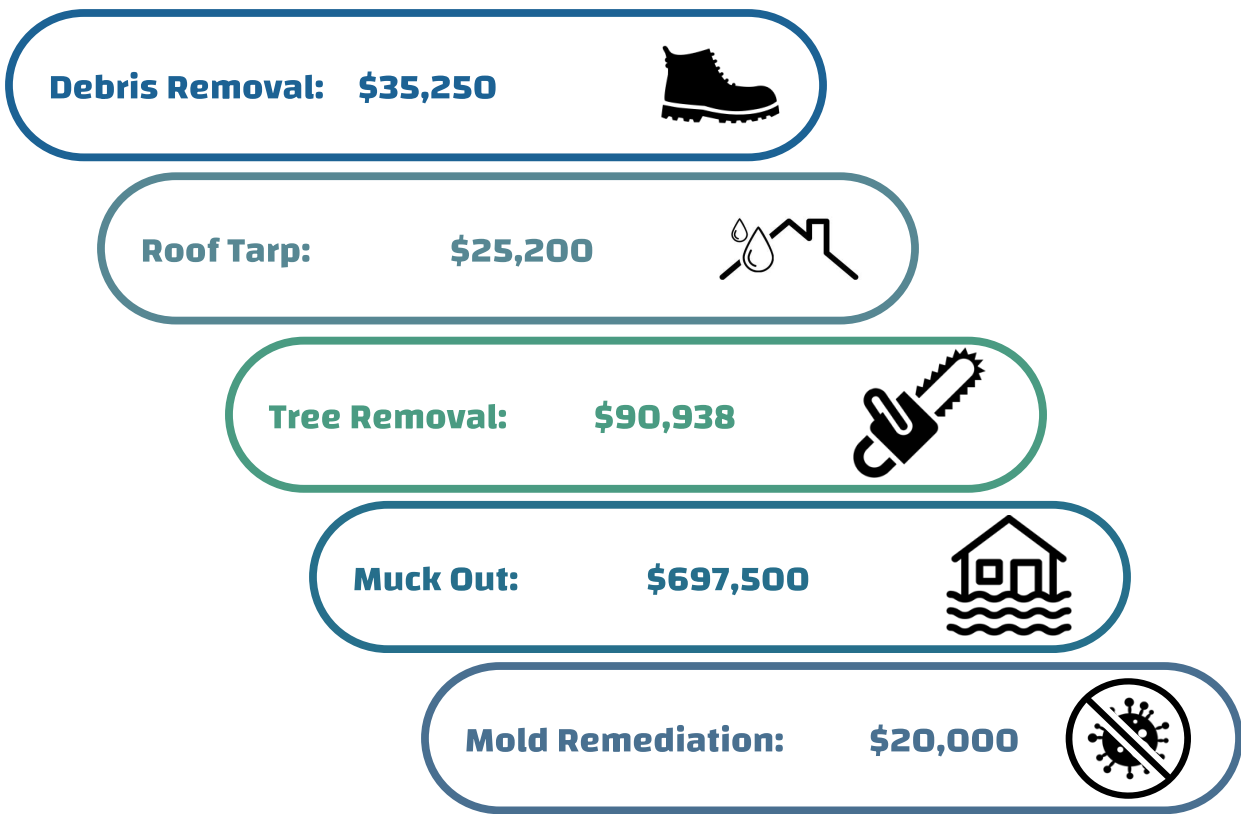 Debris Removal: $35,250
Roof Tarp: $25,200
Tree Removal: $90,938
Muck Out: $697,500
Mold Remediation: $20,000